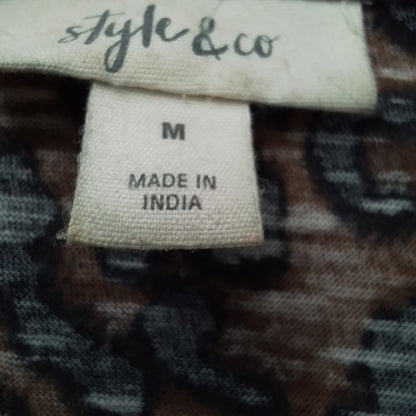 style & co
M
MADE IN
INDIA